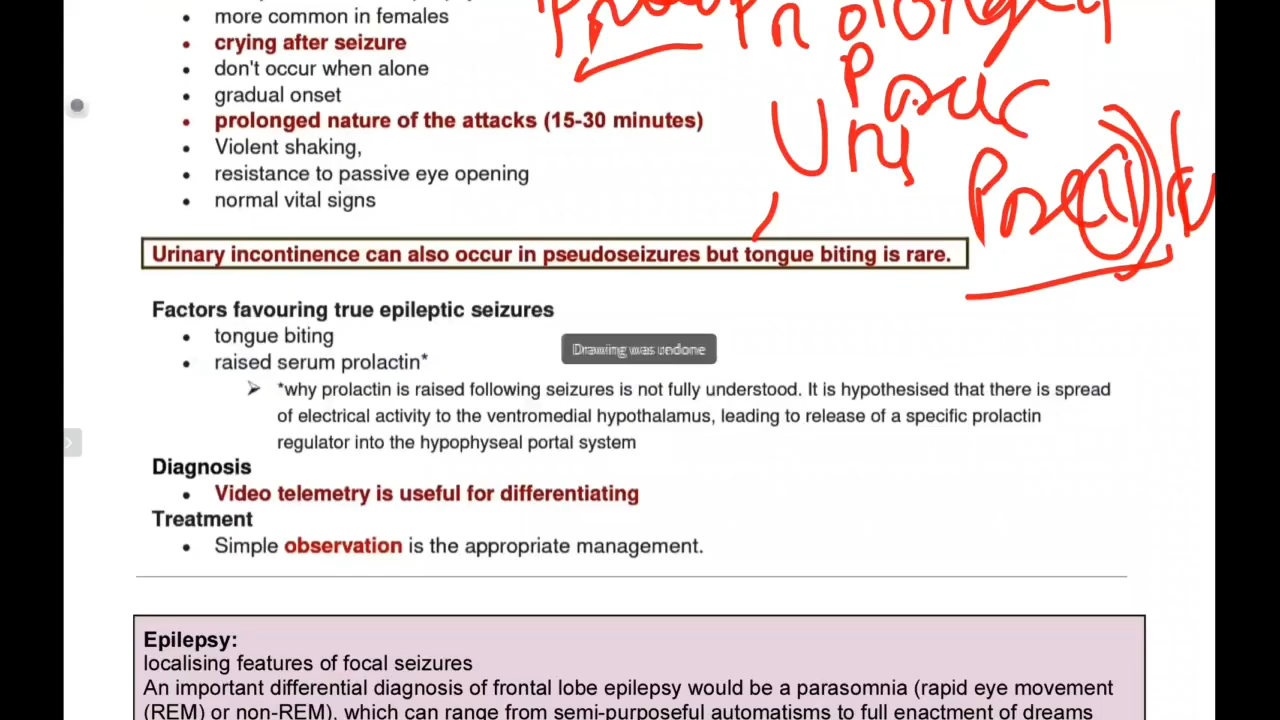 more common in females
crying after seizure
don't occur when alone
gradual onset
prolonged nature of the attacks (15-30 minutes)
Violent shaking,
resistance to passive eye opening
normal vital signs
Prolonged
Urinary incontinence can also occur in pseudoseizures but tongue biting is rare.
Factors favouring true epileptic seizures
tongue biting
raised serum prolactin*
Drawing was undone
*why prolactin is raised following seizures is not fully understood. It is hypothesised that there is spread
of electrical activity to the ventromedial hypothalamus, leading to release of a specific prolactin
regulator into the hypophyseal portal system
Diagnosis
Video telemetry is useful for differentiating
Treatment
Simple observation is the appropriate management.
Epilepsy:
localising features of focal seizures
An important differential diagnosis of frontal lobe epilepsy would be a parasomnia (rapid eye movement
(REM) or non-REM), which can range from semi-purposeful automatisms to full enactment of dreams